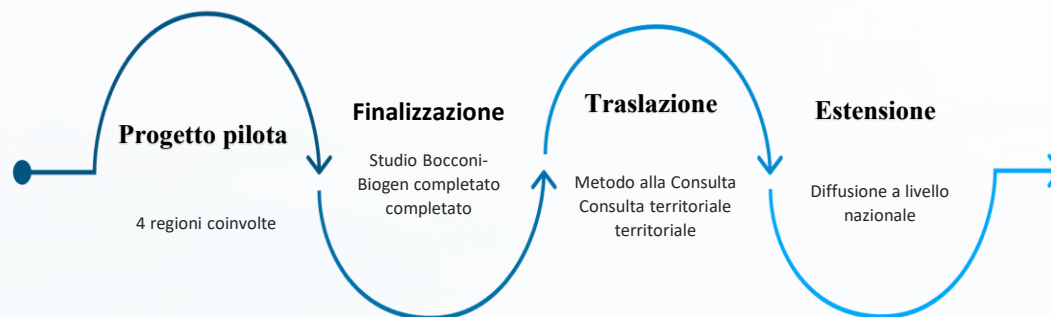 Progetto pilota
4 regioni coinvolte
Finalizzazione
Studio Bocconi-
Biogen completato
completato
Traslazione
Metodo alla Consulta
Consulta territoriale
territoriale
Estensione
Diffusione a livello
nazionale